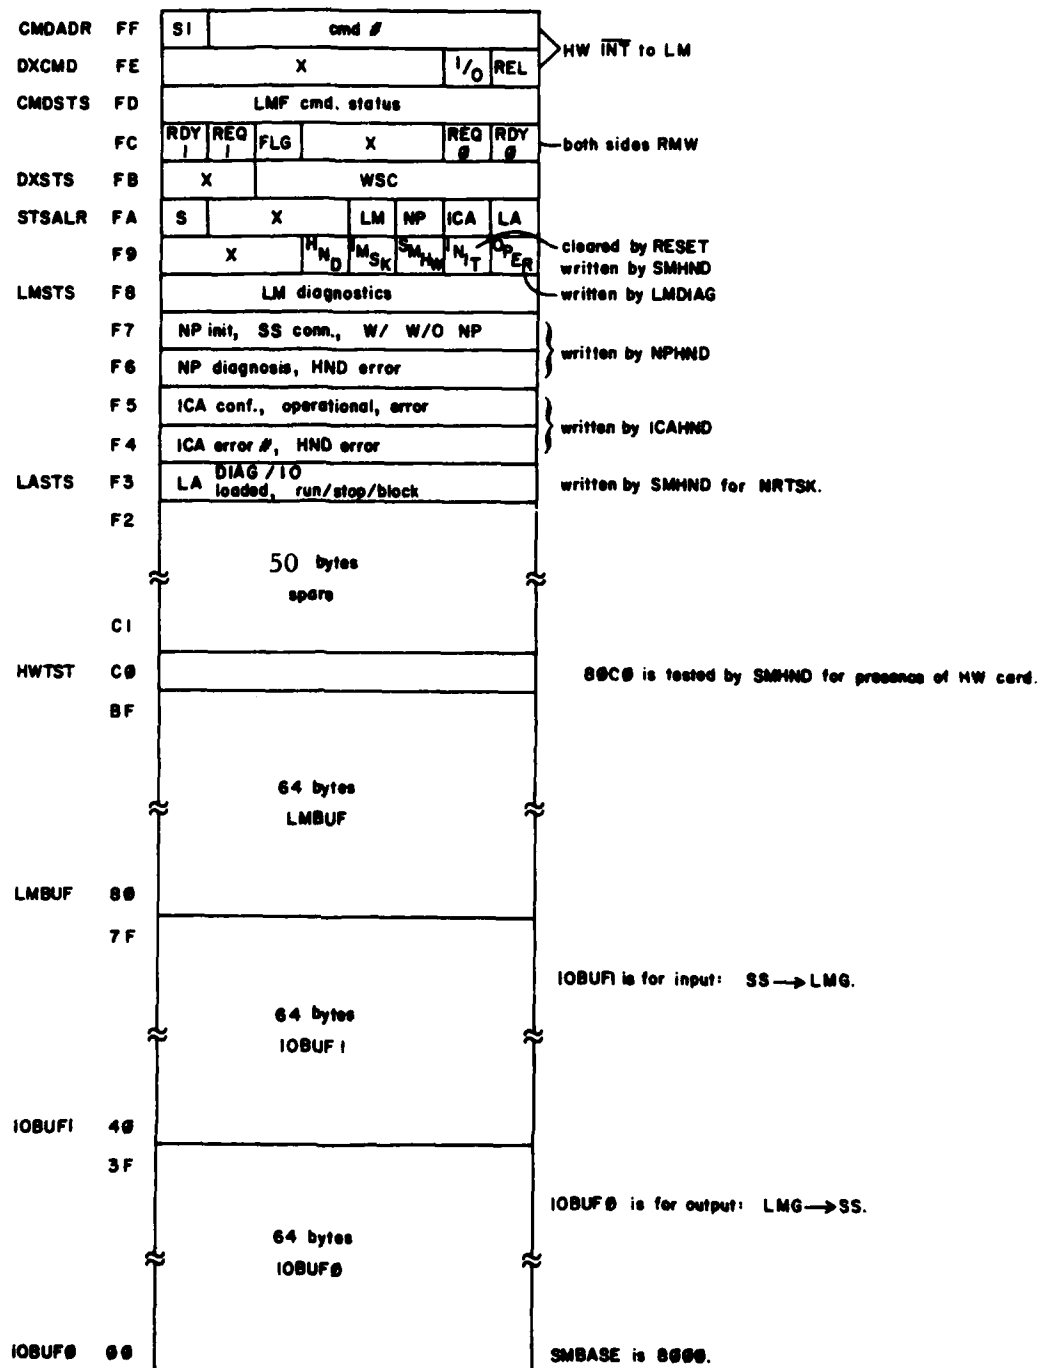 CMDADR FF SI cmd # HW INT to LM
DXCMD FE X I/O REL
CMDSTS FD LMF cmd. status
FC RDY 1 REQ 1 FLG X REQ Ø RDY Ø both sides RMW
DXSTS FB X WSC
STSALR FA S X LM NP ICA LA
F9 X HND IMSK SMHW INIT OPER cleared by RESET
written by SMHND
LMSTS F8 LM diagnostics written by LMDIAG
F7 NP init, SS conn., W/ W/O NP
written by NPHND
F6 NP diagnosis, HND error
F5 ICA conf., operational, error
written by ICAHND
F4 ICA error #, HND error
LASTS F3 LA DIAG / IO
loaded, run/stop/block written by SMHND for NRTSK.
F2
50 bytes
spare
C1
HWTST CØ 8ØCØ is tested by SMHND for presence of HW card.
BF
64 bytes
LMBUF
LMBUF 8Ø
7F
IOBUF1 is for input: SS → LMG.
64 bytes
IOBUF1
IOBUF1 4Ø
3F
IOBUFØ is for output: LMG → SS.
64 bytes
IOBUFØ
IOBUFØ ØØ SMBASE is 8ØØØ.